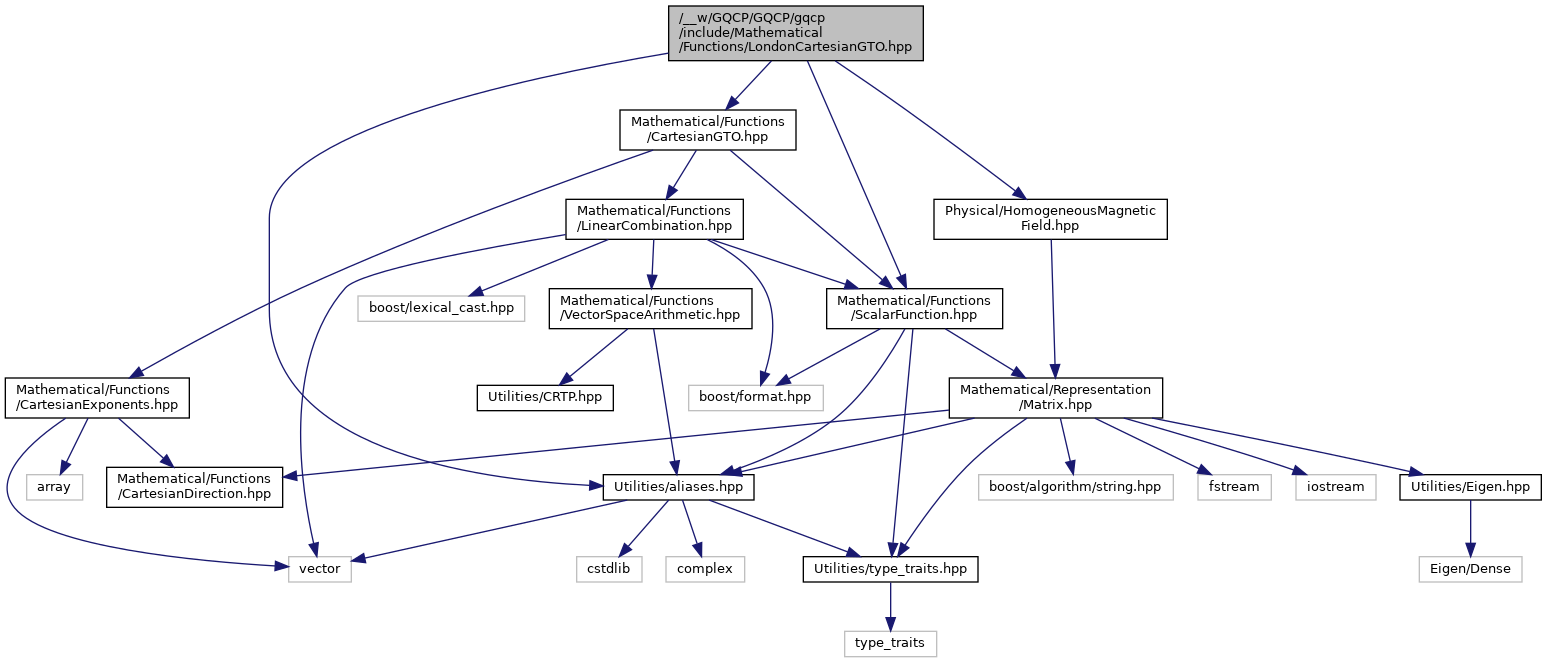 /__w/GQCP/GQCP/gqcp
/include/Mathematical
/Functions/LondonCartesianGTO.hpp
Mathematical/Functions
/CartesianGTO.hpp
Mathematical/Functions
/LinearCombination.hpp
Physical/HomogeneousMagnetic
Field.hpp
boost/lexical_cast.hpp
Mathematical/Functions
/VectorSpaceArithmetic.hpp
Mathematical/Functions
/ScalarFunction.hpp
Mathematical/Functions
/CartesianExponents.hpp
Utilities/CRTP.hpp
boost/format.hpp
Mathematical/Representation
/Matrix.hpp
array
Mathematical/Functions
/CartesianDirection.hpp
Utilities/aliases.hpp
boost/algorithm/string.hpp
fstream
iostream
Utilities/Eigen.hpp
vector
cstdlib
complex
Utilities/type_traits.hpp
Eigen/Dense
type_traits